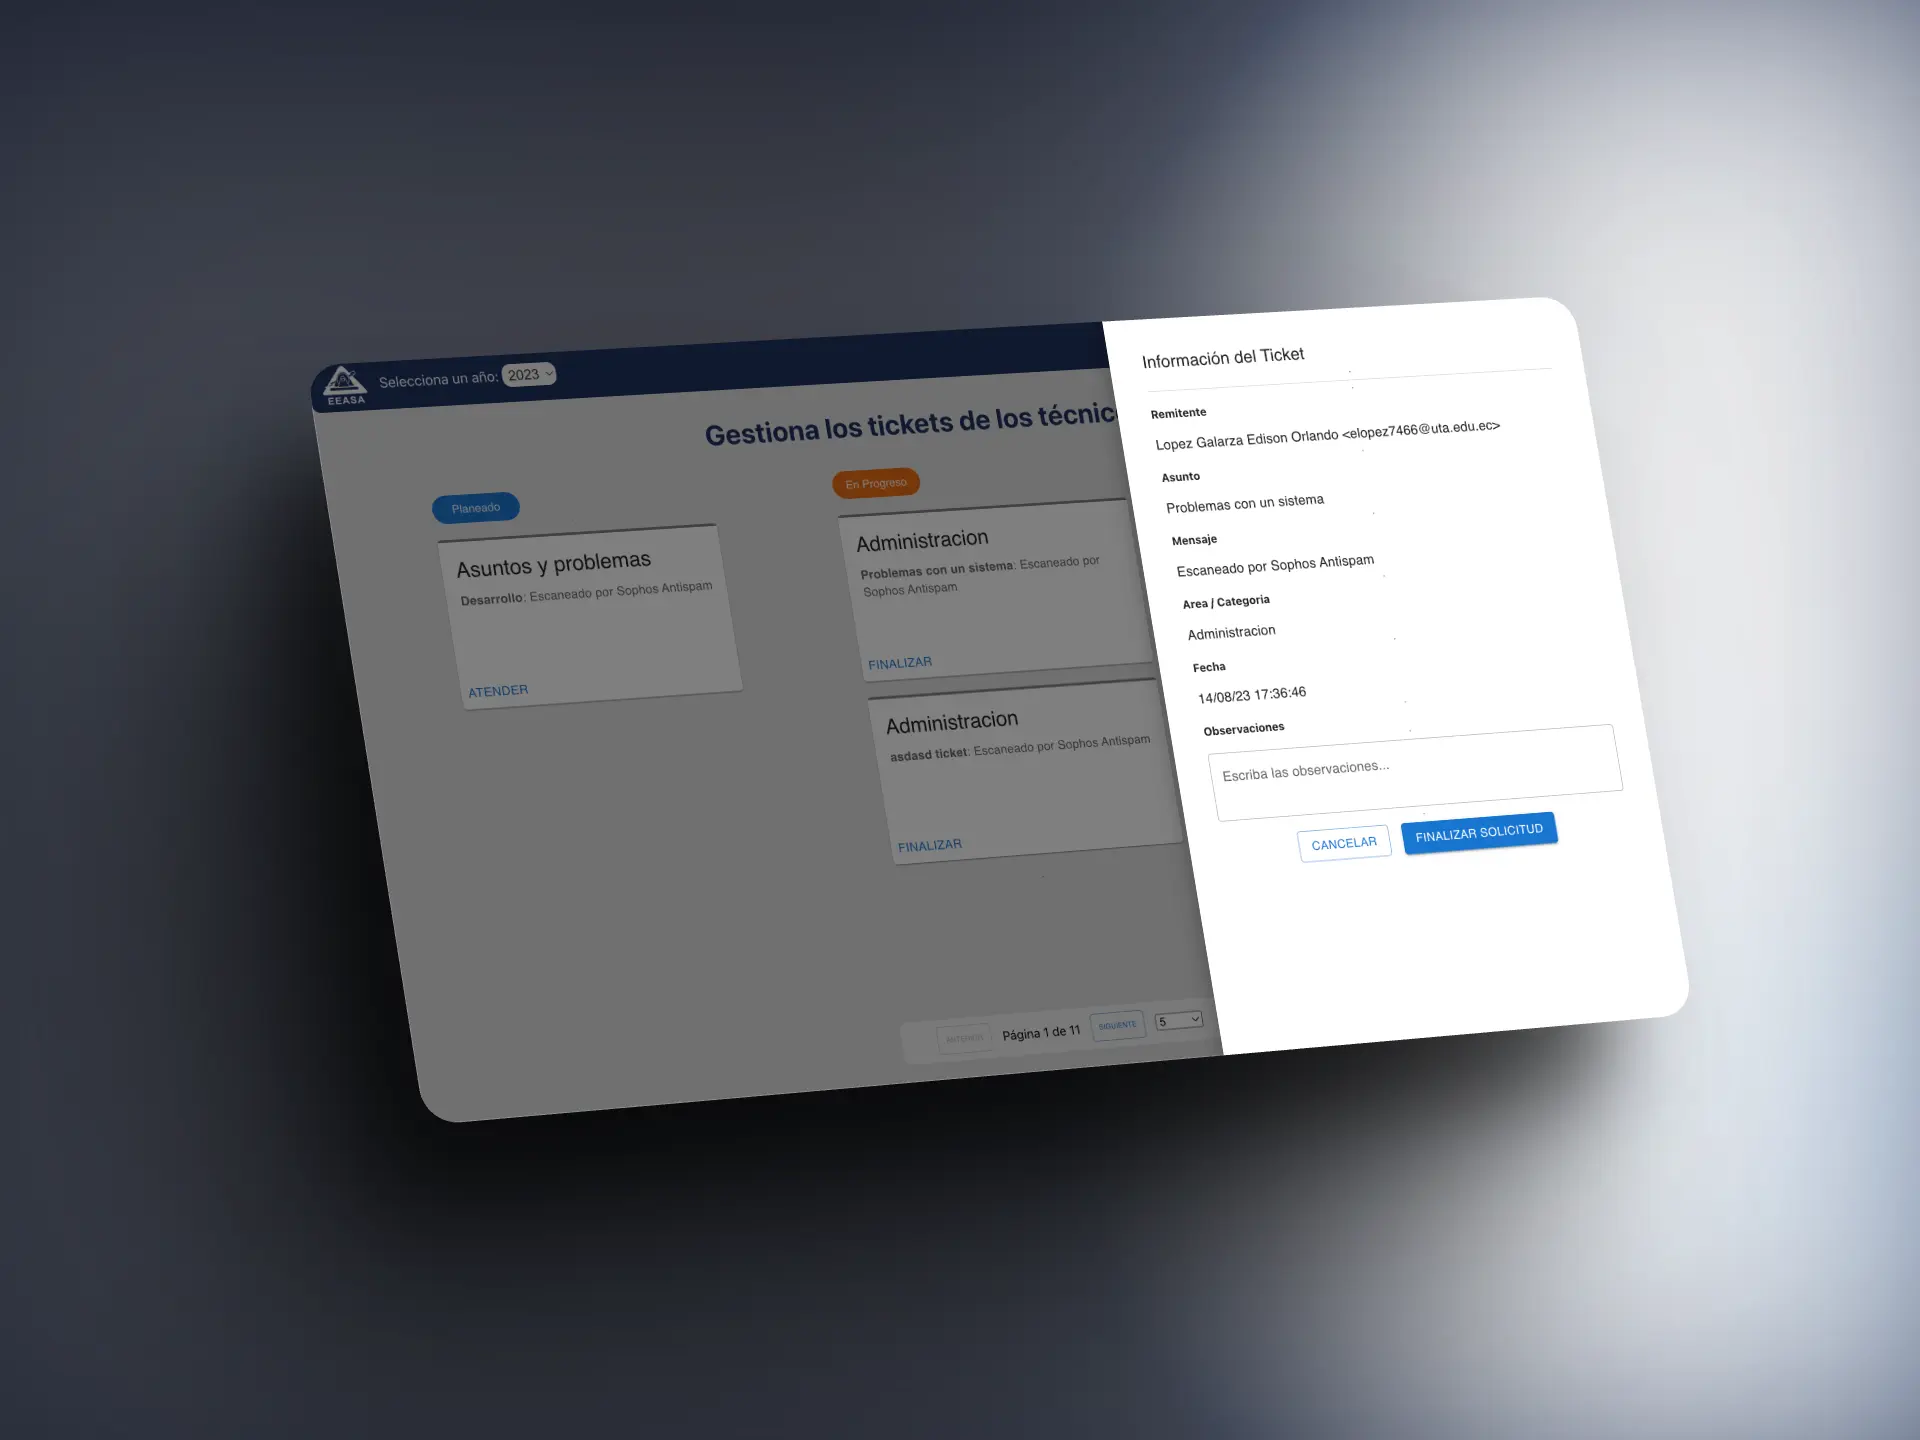 EEASA
Selecciona un año: 2023
Gestiona los tickets de los técnic
Planeado
Asuntos y problemas
Desarrollo: Escaneado por Sophos Antispam
ATENDER
En Progreso
Administracion
Problemas con un sistema: Escaneado por
Sophos Antispam
FINALIZAR
Administracion
asdasd ticket: Escaneado por Sophos Antispam
FINALIZAR
ANTERIOR
Página 1 de 11
SIGUIENTE
5
Información del Ticket
Remitente
Lopez Galarza Edison Orlando <elopez7466@uta.edu.ec>
Asunto
Problemas con un sistema
Mensaje
Escaneado por Sophos Antispam
Area / Categoria
Administracion
Fecha
14/08/23 17:36:46
Observaciones
Escriba las observaciones...
CANCELAR
FINALIZAR SOLICITUD